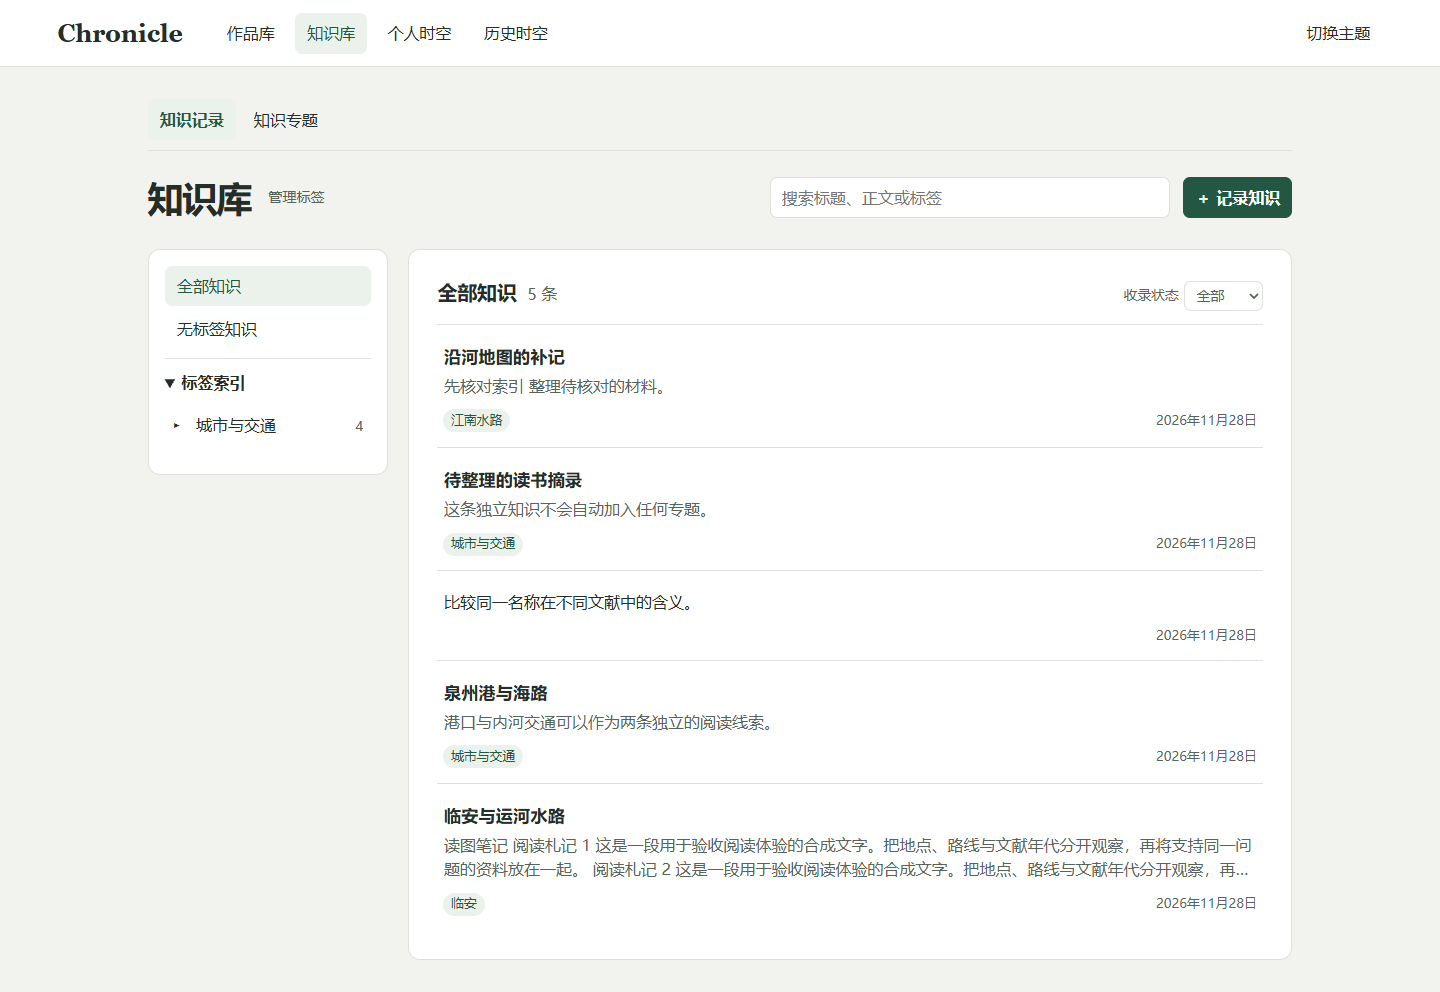 Chronicle 作品库 知识库 个人时空 历史时空 切换主题
知识记录 知识专题
知识库 管理标签 搜索标题、正文或标签 + 记录知识
全部知识
无标签知识
▼ 标签索引
▸ 城市与交通 4
全部知识 5 条 收录状态 全部
沿河地图的补记
先核对索引 整理待核对的材料。
江南水路 2026年11月28日
待整理的读书摘录
这条独立知识不会自动加入任何专题。
城市与交通 2026年11月28日
比较同一名称在不同文献中的含义。
2026年11月28日
泉州港与海路
港口与内河交通可以作为两条独立的阅读线索。
城市与交通 2026年11月28日
临安与运河水路
读图笔记 阅读札记 1 这是一段用于验收阅读体验的合成文字。把地点、路线与文献年代分开观察，再将支持同一问
题的资料放在一起。 阅读札记 2 这是一段用于验收阅读体验的合成文字。把地点、路线与文献年代分开观察，再...
临安 2026年11月28日